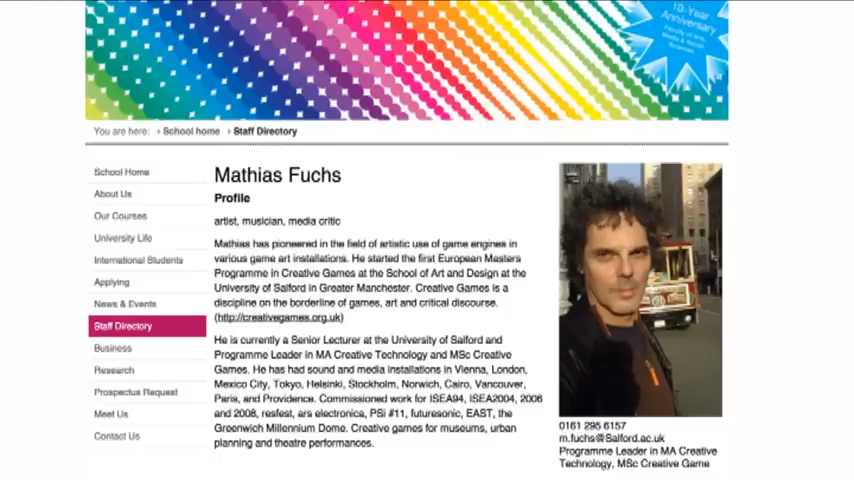 10-Year
Anniversary
Faculty of Arts,
Media & Social
Sciences
You are here: School home Staff Directory
School Home
About Us
Our Courses
University Life
International Students
Applying
News & Events
Staff Directory
Business
Research
Prospectus Request
Meet Us
Contact Us
Mathias Fuchs
Profile
artist, musician, media critic
Mathias has pioneered in the field of artistic use of game engines in
various game art installations. He started the first European Masters
Programme in Creative Games at the School of Art and Design at the
University of Salford in Greater Manchester. Creative Games is a
discipline on the borderline of games, art and critical discourse.
(http://creativegames.org.uk)
He is currently a Senior Lecturer at the University of Salford and
Programme Leader in MA Creative Technology and MSc Creative
Games. He has had sound and media installations in Vienna, London,
Mexico City, Tokyo, Helsinki, Stockholm, Norwich, Cairo, Vancouver,
Paris, and Providence. Commissioned work for ISEA94, ISEA2004, 2006
and 2008, resfest, ars electronica, PSi #11, futuresonic, EAST, the
Greenwich Millennium Dome. Creative games for museums, urban
planning and theatre performances.
0161 295 6157
m.fuchs@Salford.ac.uk
Programme Leader in MA Creative
Technology, MSc Creative Game